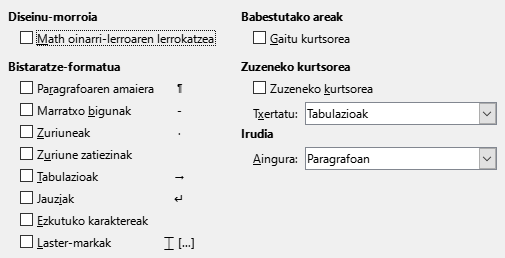 Diseinu-morroia
Math oinarri-lerroaren lerrokatzea
Bistaratze-formatua
Paragrafoaren amaiera ¶
Marratxo bigunak -
Zuriuneak ·
Zuriune zatiezinak
Tabulazioak →
Jauziak ↵
Ezkutuko karaktereak
Laster-markak [...]
Babestutako areak
Gaitu kurtsorea
Zuzeneko kurtsorea
Zuzeneko kurtsorea
Txertatu: Tabulazioak
Irudia
Aingura: Paragrafoan